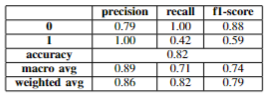 precision recall f1-score
0 0.79 1.00 0.88
1 1.00 0.42 0.59
accuracy 0.82
macro avg 0.89 0.71 0.74
weighted avg 0.86 0.82 0.79